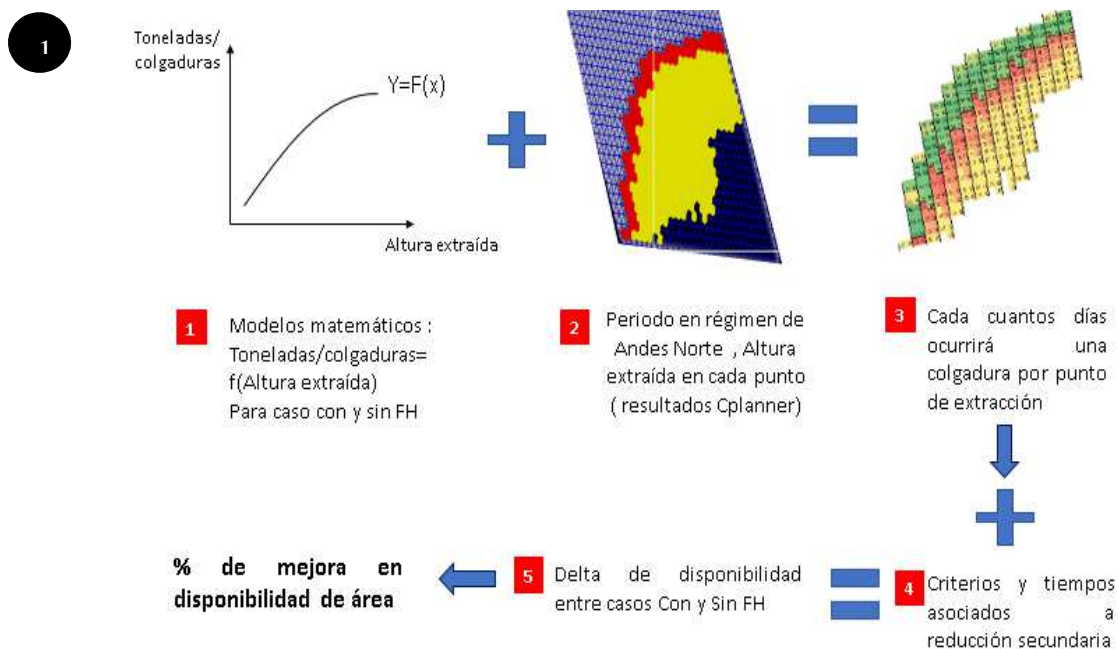 1
Toneladas/
colgaduras
Y=F(x)
Altura extraída
1 Modelos matemáticos :
Toneladas/colgaduras=
f(Altura extraída)
Para caso con y sin FH
2 Periodo en régimen de
Andes Norte , Altura
extraída en cada punto
( resultados Cplanner)
3 Cada cuantos días
ocurrirá una
colgadura por punto
de extracción
% de mejora en
disponibilidad de área
5 Delta de disponibilidad
entre casos Con y Sin FH
4 Criterios y tiempos
asociados a
reducción secundaria